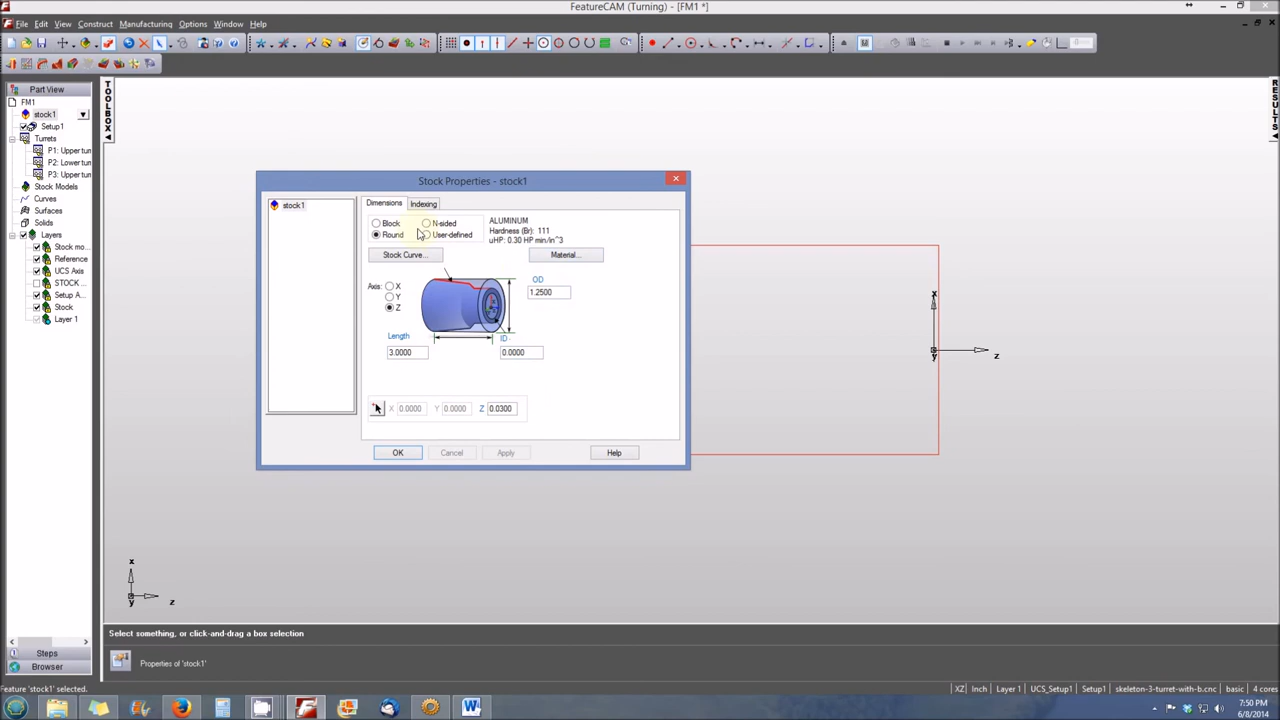 FeatureCAM (Turning) - [FM1 *]
File Edit View Construct Manufacturing Options Window Help
Part View
FM1
stock1
Setup1
Turrets
P1: Upper tun
P2: Lower tun
P3: Upper tun
Stock Models
Curves
Surfaces
Solids
Layers
Stock mo...
Reference
UCS Axis
STOCK ...
Setup A...
Stock
Layer 1
Steps
Browser
TOOLBOX
RESULTS
Stock Properties - stock1
stock1
Dimensions Indexing
Block N-sided
Round User-defined
ALUMINUM
Hardness (Br): 111
uHP: 0.30 HP min/in^3
Stock Curve... Material...
Axis: X
Y
Z
OD
1.2500
Length
3.0000
ID
0.0000
X 0.0000 Y 0.0000 Z 0.0300
OK Cancel Apply Help
x
y
z
x
y
z
Select something, or click-and-drag a box selection
Properties of 'stock1'
Feature 'stock1' selected.
XZ Inch Layer 1 UCS_Setup1 Setup1 skeleton-3-turret-with-b.cnc basic 4 cores
7:50 PM
6/8/2014